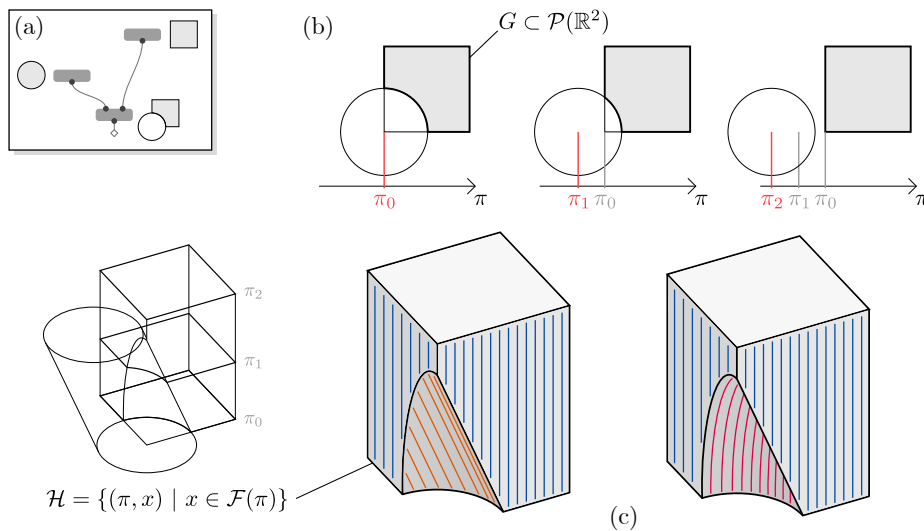 (a)
(b)
G ⊂ 𝒫(ℝ²)
π₀
π
π₁
π₀
π
π₂
π₁
π₀
π
π₂
π₁
π₀
ℋ = {(π, x) | x ∈ ℱ(π)}
(c)